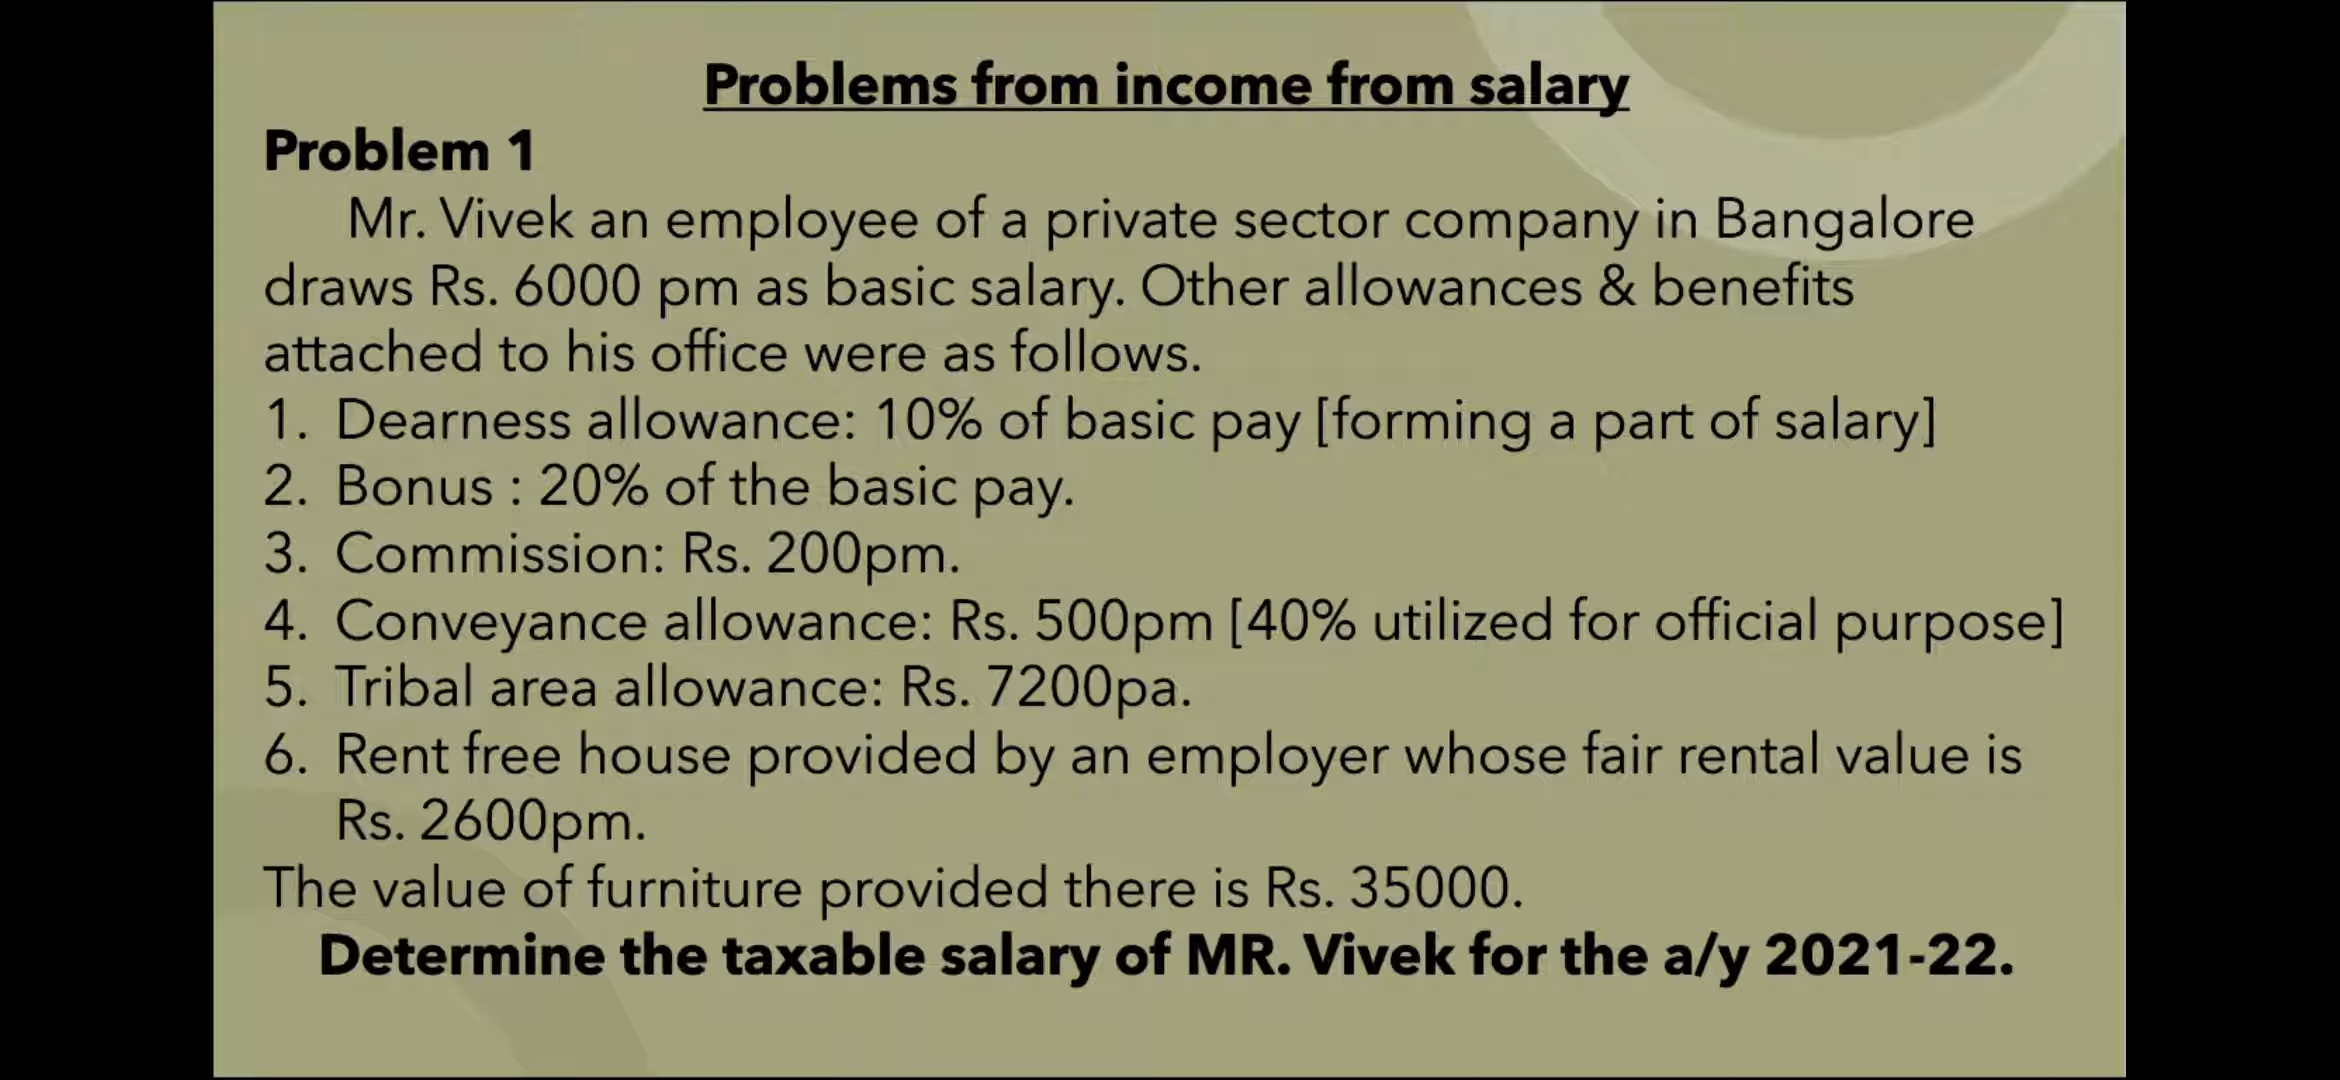 Problems from income from salary
Problem 1
Mr. Vivek an employee of a private sector company in Bangalore
draws Rs. 6000 pm as basic salary. Other allowances & benefits
attached to his office were as follows.
1. Dearness allowance: 10% of basic pay [forming a part of salary]
2. Bonus : 20% of the basic pay.
3. Commission: Rs. 200pm.
4. Conveyance allowance: Rs. 500pm [40% utilized for official purpose]
5. Tribal area allowance: Rs. 7200pa.
6. Rent free house provided by an employer whose fair rental value is
Rs. 2600pm.
The value of furniture provided there is Rs. 35000.
Determine the taxable salary of MR. Vivek for the a/y 2021-22.